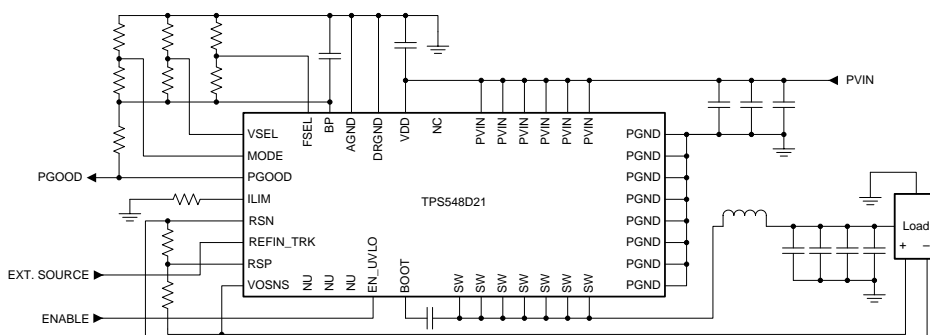 PVIN
FSEL
BP
AGND
DRGND
VDD
NC
PVIN
PVIN
PVIN
PVIN
PVIN
PVIN
VSEL
MODE
PGOOD
ILIM
RSN
REFIN_TRK
RSP
VOSNS
PGOOD
EXT. SOURCE
ENABLE
TPS548D21
PGND
PGND
PGND
PGND
PGND
PGND
PGND
PGND
NU
NU
NU
EN_UVLO
BOOT
SW
SW
SW
SW
SW
SW
Load
+ –